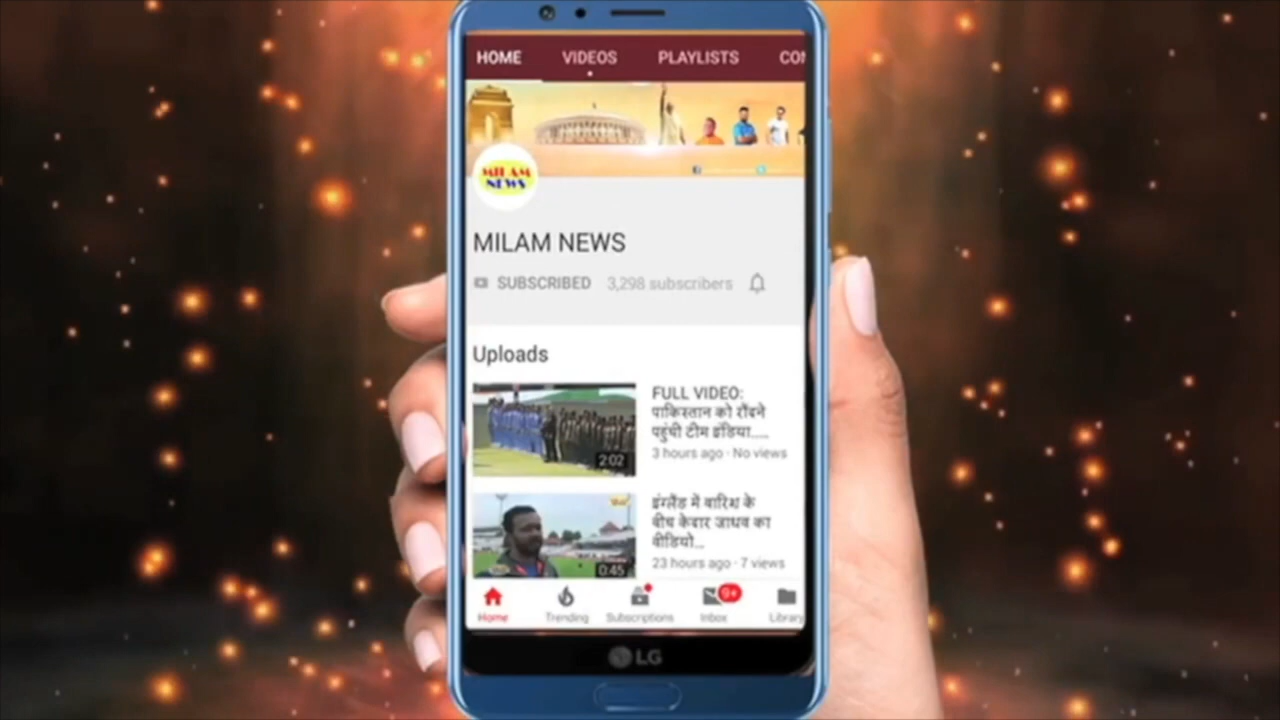 HOME VIDEOS PLAYLISTS
MILAM
NEWS
MILAM NEWS
SUBSCRIBED 3,298 subscribers
Uploads
FULL VIDEO:
पाकिस्तान को रौंदने
पहुंची टीम इंडिया.....
3 hours ago · No views
2:02
इंग्लैंड में बारिश के
बीच केदार जाधव का
वीडियो...
23 hours ago · 7 views
0:45
Home Trending Subscriptions Inbox 9+ Library
LG